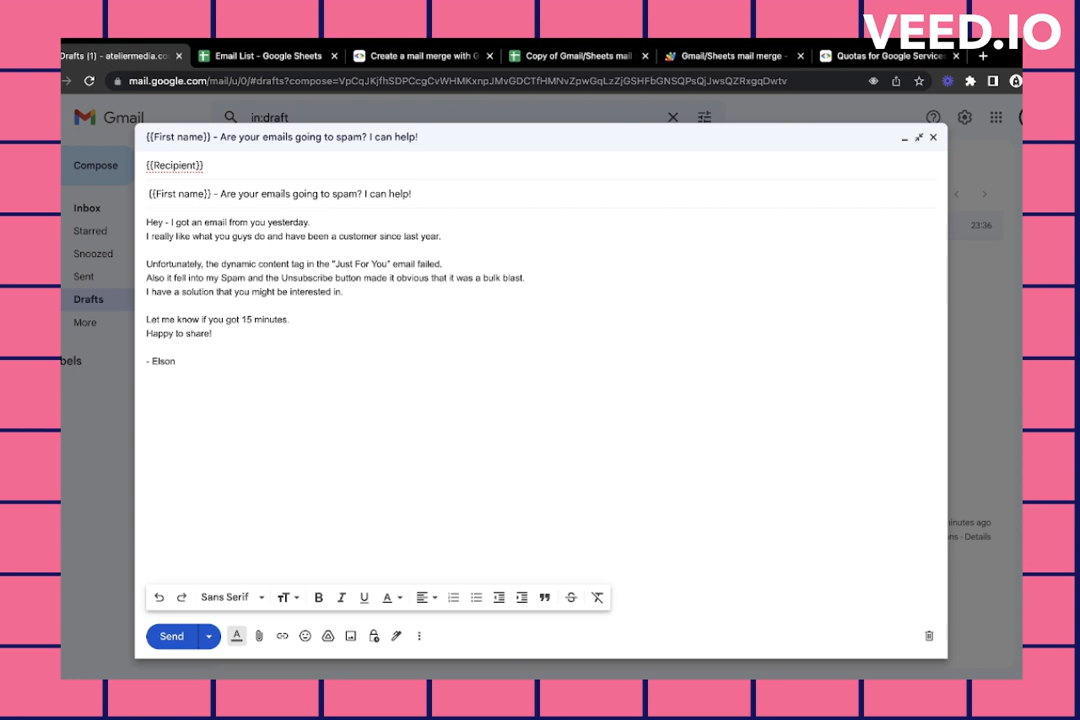 VEED.IO
Drafts (1) - ateliermedia.co
Email List - Google Sheets
Create a mail merge with G
Copy of Gmail/Sheets mail
Gmail/Sheets mail merge -
Quotas for Google Services
mail.google.com/mail/u/0/#drafts?compose=VpCqJKjfhSDPCcgCvWHMKxnpJMvGDCTfHMNvZpwGqLzZjGSHFbGNSQPsQjJwsQZRxgqDwtv
Gmail
in:draft
{{First name}} - Are your emails going to spam? I can help!
Compose
{{Recipient}}
{{First name}} - Are your emails going to spam? I can help!
Inbox
Starred
Snoozed
Sent
Drafts
More
bels
23:36
Hey - I got an email from you yesterday.
I really like what you guys do and have been a customer since last year.
Unfortunately, the dynamic content tag in the "Just For You" email failed.
Also it fell into my Spam and the Unsubscribe button made it obvious that it was a bulk blast.
I have a solution that you might be interested in.
Let me know if you got 15 minutes.
Happy to share!
- Elson
inutes ago
ns · Details
Sans Serif
Send